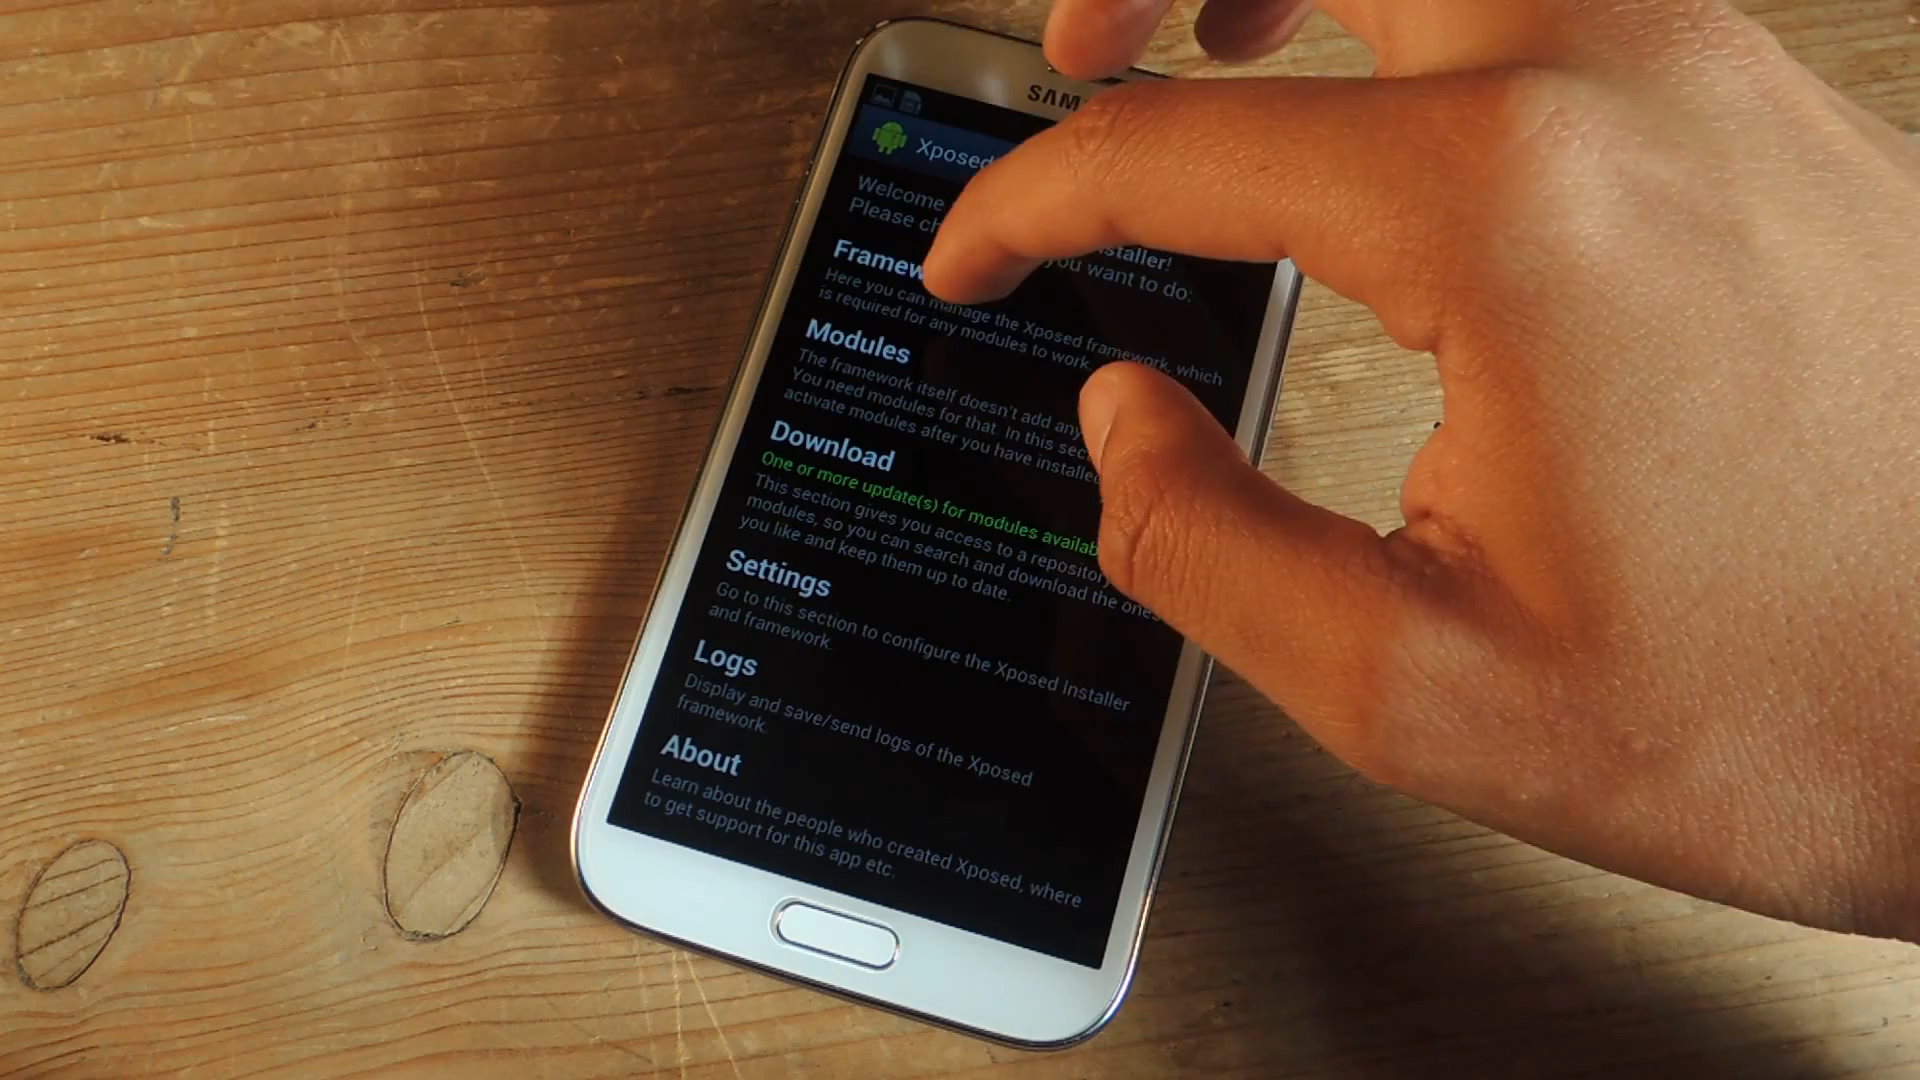 SAM
Xposed
Welcome
Please ch staller!
you want to do:
Framew
Here you can manage the Xposed framework, which
is required for any modules to work.
Modules
The framework itself doesn't add any
You need modules for that. In this sec
activate modules after you have installe
Download
One or more update(s) for modules availab
This section gives you access to a repository
modules, so you can search and download the ones
you like and keep them up to date.
Settings
Go to this section to configure the Xposed Installer
and framework.
Logs
Display and save/send logs of the Xposed
framework.
About
Learn about the people who created Xposed, where
to get support for this app etc.